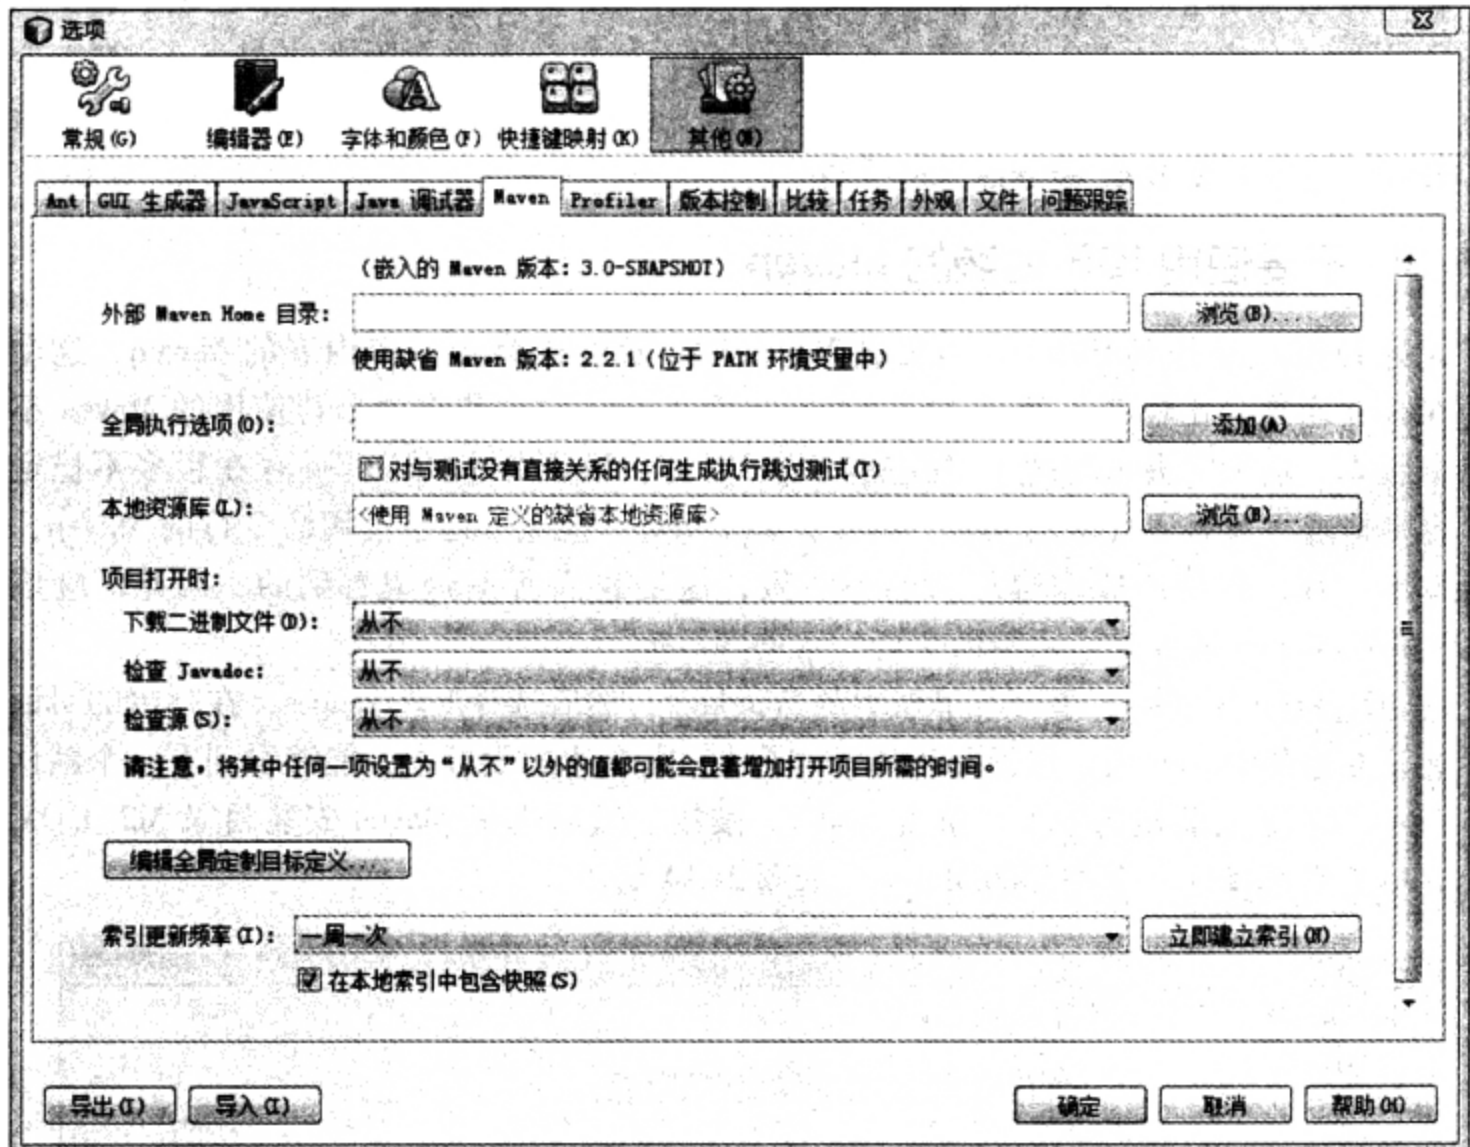 选项
常规(G) 编辑器(E) 字体和颜色(F) 快捷键映射(K) 其他(M)
Ant GUI 生成器 JavaScript Java 调试器 Maven Profiler 版本控制 比较 任务 外观 文件 问题跟踪
(嵌入的 Maven 版本: 3.0-SNAPSHOT)
外部 Maven Home 目录: 浏览(B)...
使用缺省 Maven 版本: 2.2.1 (位于 PATH 环境变量中)
全局执行选项(O): 添加(A)
对与测试没有直接关系的任何生成执行跳过测试(T)
本地资源库(L): <使用 Maven 定义的缺省本地资源库> 浏览(B)...
项目打开时:
下载二进制文件(D): 从不
检查 Javadoc: 从不
检查源(S): 从不
请注意，将其中任何一项设置为“从不”以外的值都可能会显著增加打开项目所需的时间。
编辑全局定制目标定义...
索引更新频率(I): 一周一次 立即建立索引(N)
在本地索引中包含快照(S)
导出(I) 导入(I) 确定 取消 帮助(H)